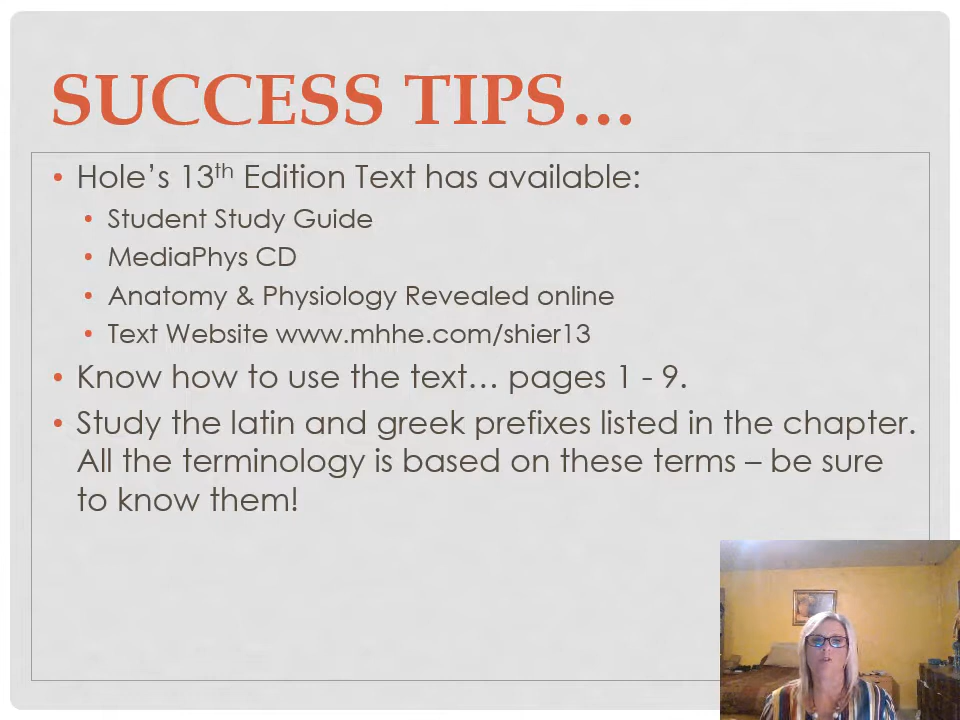 SUCCESS TIPS…
• Hole’s 13th Edition Text has available:
• Student Study Guide
• MediaPhys CD
• Anatomy & Physiology Revealed online
• Text Website www.mhhe.com/shier13
• Know how to use the text… pages 1 - 9.
• Study the latin and greek prefixes listed in the chapter.
All the terminology is based on these terms – be sure
to know them!